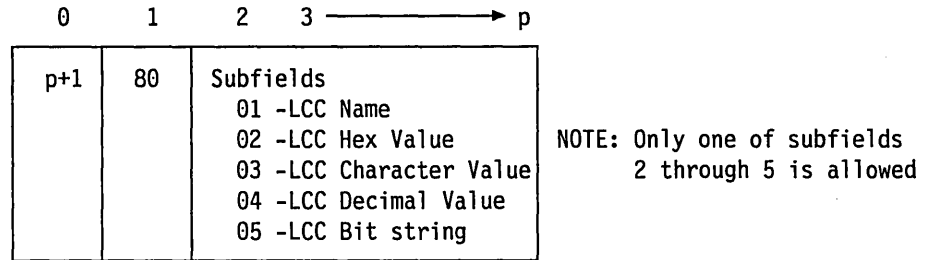 0 1 2 3 p
p+1 80 Subfields
01 -LCC Name
02 -LCC Hex Value
03 -LCC Character Value
04 -LCC Decimal Value
05 -LCC Bit string
NOTE: Only one of subfields
2 through 5 is allowed